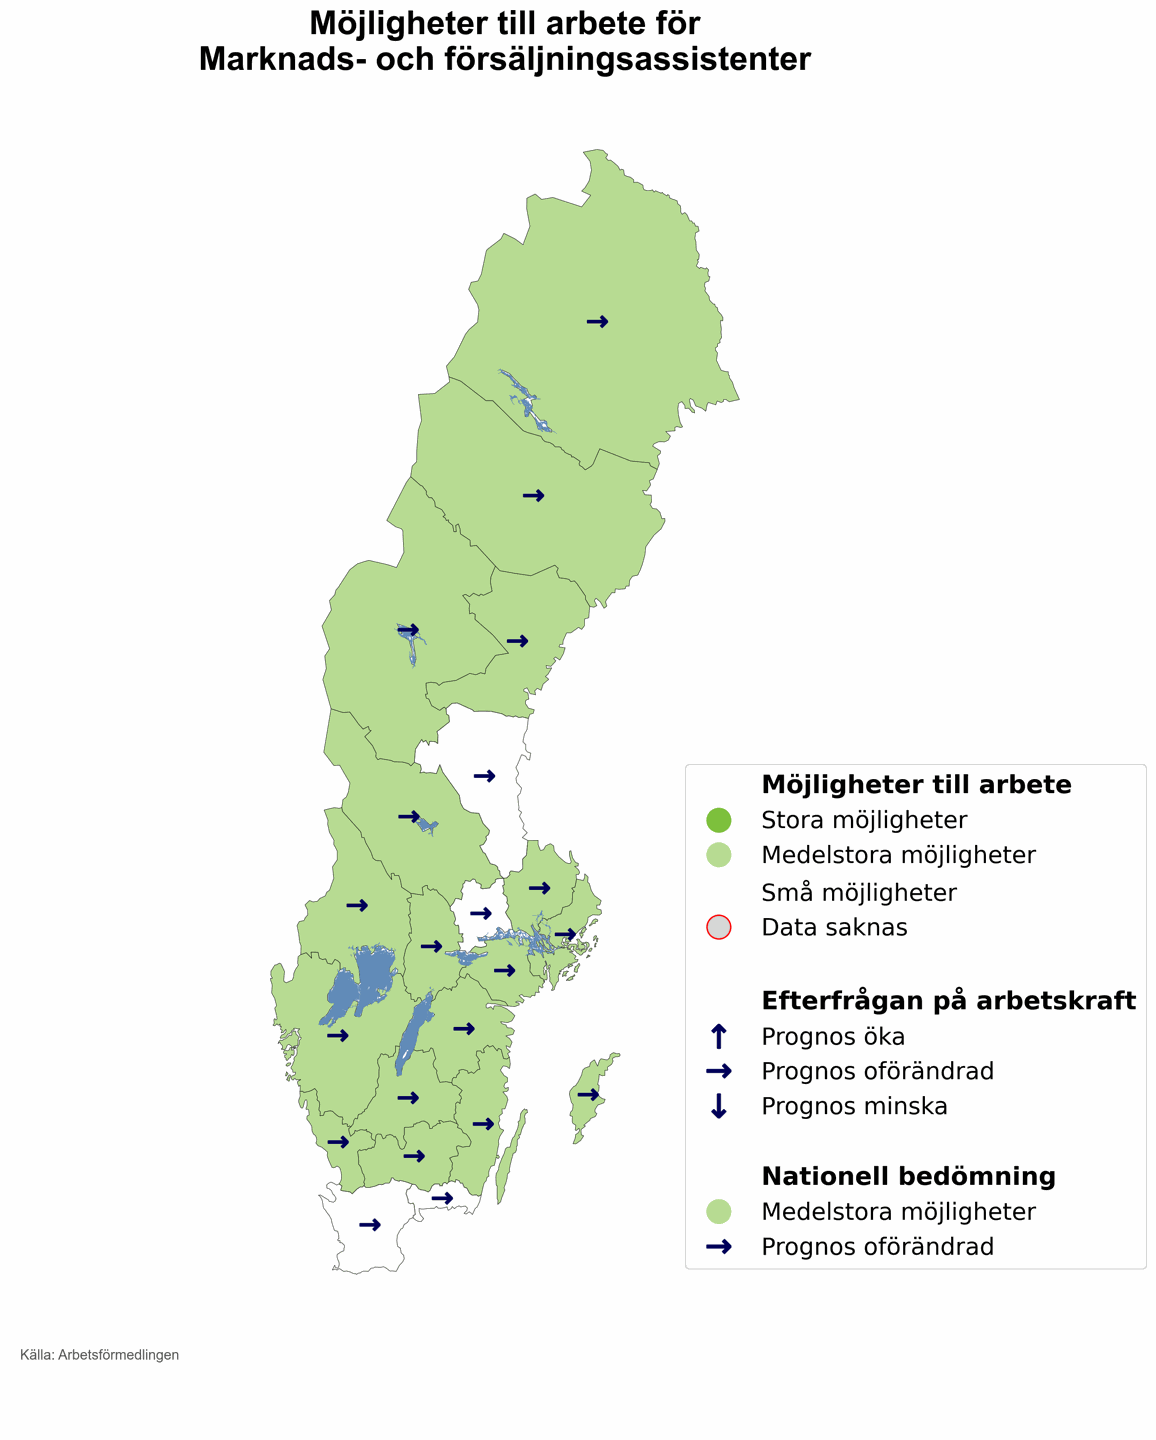 Möjligheter till arbete för
Marknads- och försäljningsassistenter
Möjligheter till arbete
Stora möjligheter
Medelstora möjligheter
Små möjligheter
Data saknas
Efterfrågan på arbetskraft
Prognos öka
Prognos oförändrad
Prognos minska
Nationell bedömning
Medelstora möjligheter
Prognos oförändrad
Källa: Arbetsförmedlingen